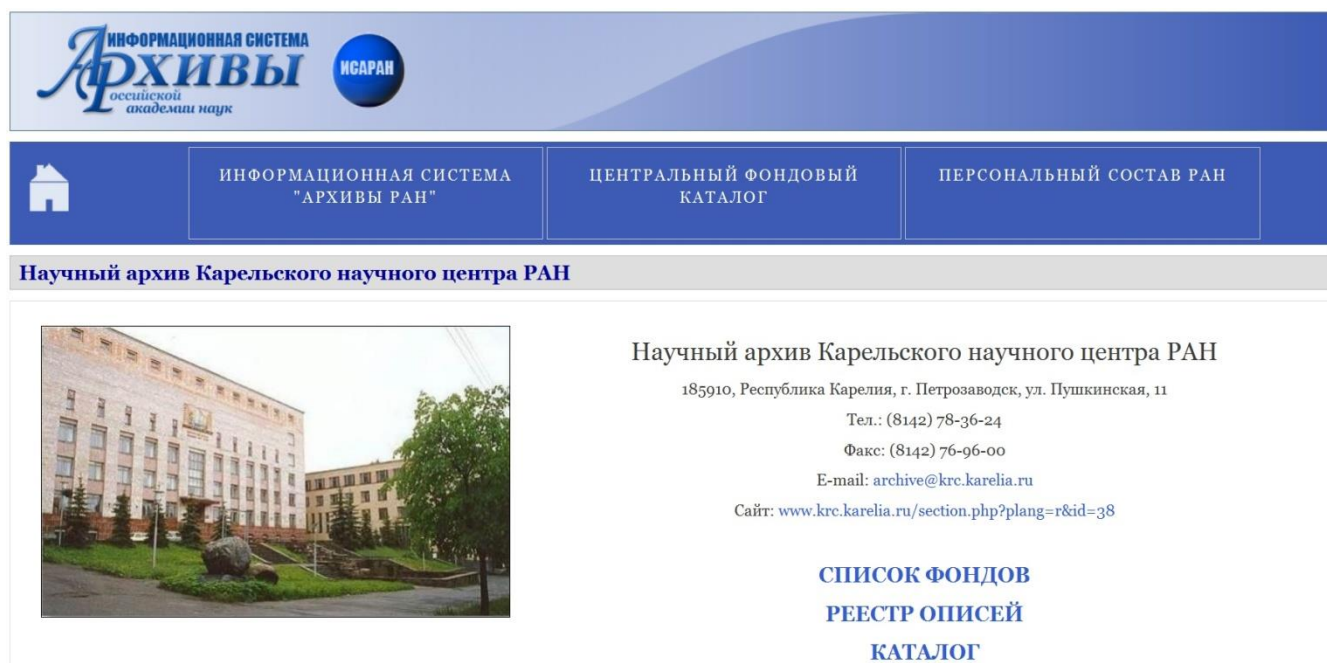 ИНФОРМАЦИОННАЯ СИСТЕМА
АРХИВЫ
Российской
академии наук
ИСАРАН
ИНФОРМАЦИОННАЯ СИСТЕМА
"АРХИВЫ РАН"
ЦЕНТРАЛЬНЫЙ ФОНДОВЫЙ
КАТАЛОГ
ПЕРСОНАЛЬНЫЙ СОСТАВ РАН
Научный архив Карельского научного центра РАН
Научный архив Карельского научного центра РАН
185910, Республика Карелия, г. Петрозаводск, ул. Пушкинская, 11
Тел.: (8142) 78-36-24
Факс: (8142) 76-96-00
E-mail: archive@krc.karelia.ru
Сайт: www.krc.karelia.ru/section.php?plang=r&id=38
СПИСОК ФОНДОВ
РЕЕСТР ОПИСЕЙ
КАТАЛОГ